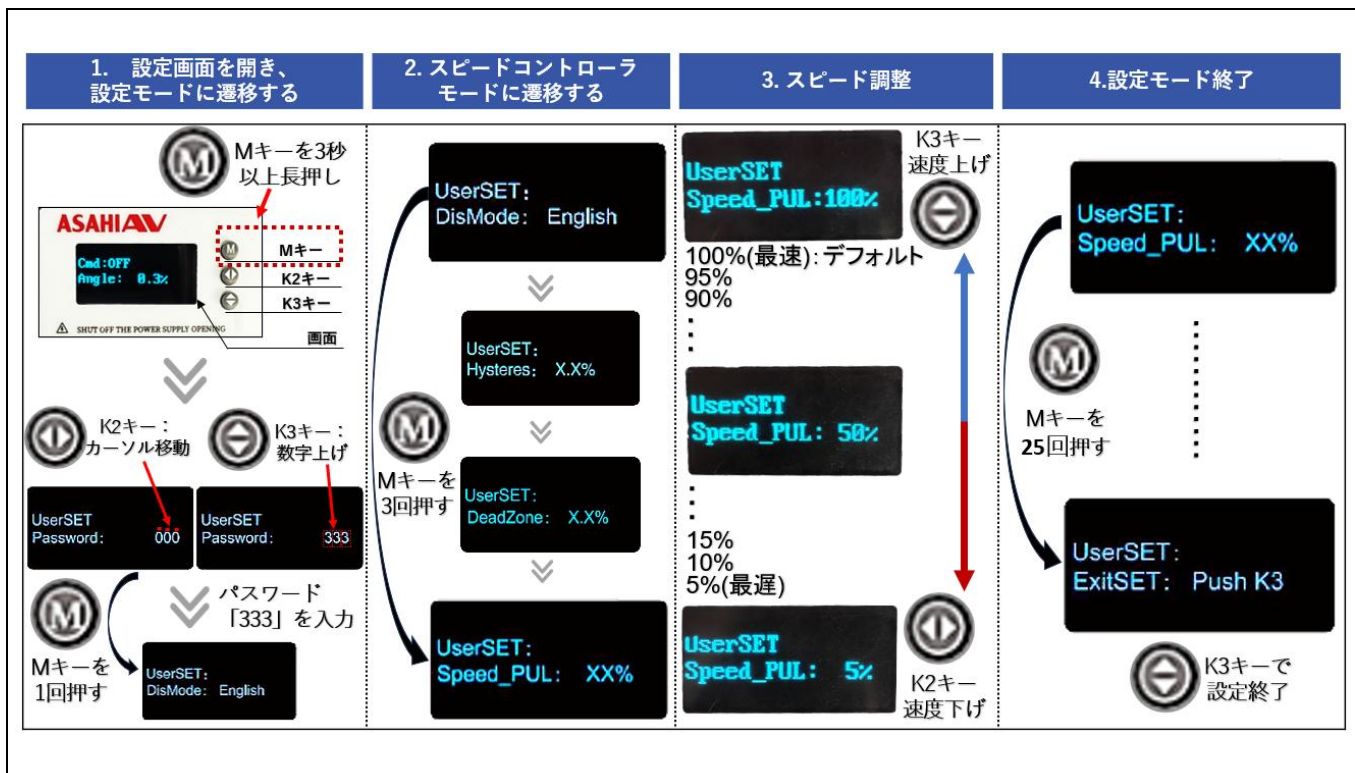 1. 設定画面を開き、
設定モードに遷移する
Mキーを3秒
以上長押し
ASAHIAV
Cmd:OFF
Angle: 0.3%
M
Mキー
K2キー
K3キー
SHUT OFF THE POWER SUPPLY OPENING
画面
K2キー：
カーソル移動
K3キー：
数字上げ
UserSET
Password: 000
UserSET
Password: 333
M
Mキーを
1回押す
パスワード
「333」を入力
UserSET:
DisMode: English
2. スピードコントローラ
モードに遷移する
UserSET:
DisMode: English
UserSET:
Hysteres: X.X%
M
Mキーを
3回押す
UserSET:
DeadZone: X.X%
UserSET:
Speed_PUL: XX%
3. スピード調整
UserSET
Speed_PUL:100%
K3キー
速度上げ
100%(最速)：デフォルト
95%
90%
UserSET
Speed_PUL: 50%
15%
10%
5%(最遅)
UserSET
Speed_PUL: 5%
K2キー
速度下げ
4.設定モード終了
UserSET:
Speed_PUL: XX%
M
Mキーを
25回押す
UserSET:
ExitSET: Push K3
K3キーで
設定終了